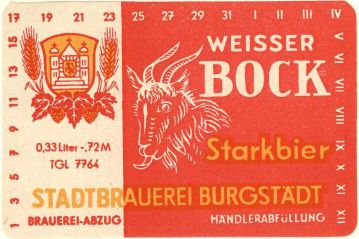 17 19 21 23 25 27 29 31 I II III IV
15 13 11 9 7 5 3 1
V VI VII VIII IX X XI XII
WEISSER
BOCK
0,33 Liter -,72 M
TGL 7764
Starkbier
STADTBRAUEREI BURGSTÄDT
BRAUEREI-ABZUG HÄNDLERABFÜLLUNG